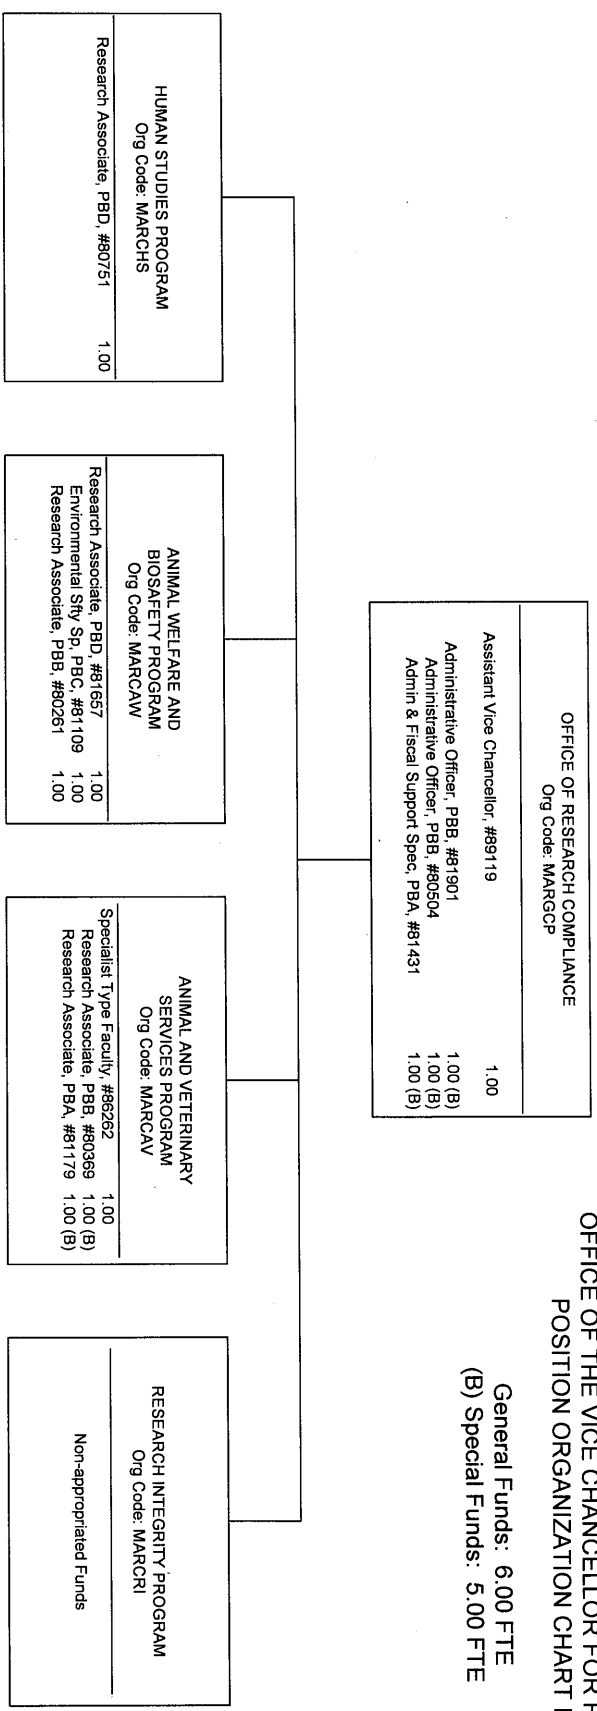 OFFICE OF THE VICE CHANCELLOR FOR
POSITION ORGANIZATION CHART
General Funds: 6.00 FTE
(B) Special Funds: 5.00 FTE
OFFICE OF RESEARCH COMPLIANCE
Org Code: MARGCP
Assistant Vice Chancellor, #89119 1.00
Administrative Officer, PBB, #81901 1.00 (B)
Administrative Officer, PBB, #80504 1.00 (B)
Admin & Fiscal Support Spec, PBA, #81431 1.00 (B)
HUMAN STUDIES PROGRAM
Org Code: MARCHS
Research Associate, PBD, #80751 1.00
ANIMAL WELFARE AND
BIOSAFETY PROGRAM
Org Code: MARCAW
Research Associate, PBD, #81657 1.00
Environmental Sfty Sp, PBC, #81109 1.00
Research Associate, PBB, #80261 1.00
ANIMAL AND VETERINARY
SERVICES PROGRAM
Org Code: MARCAV
Specialist Type Faculty, #86262 1.00
Research Associate, PBB, #80369 1.00 (B)
Research Associate, PBA, #81179 1.00 (B)
RESEARCH INTEGRITY PROGRAM
Org Code: MARCRI
Non-appropriated Funds